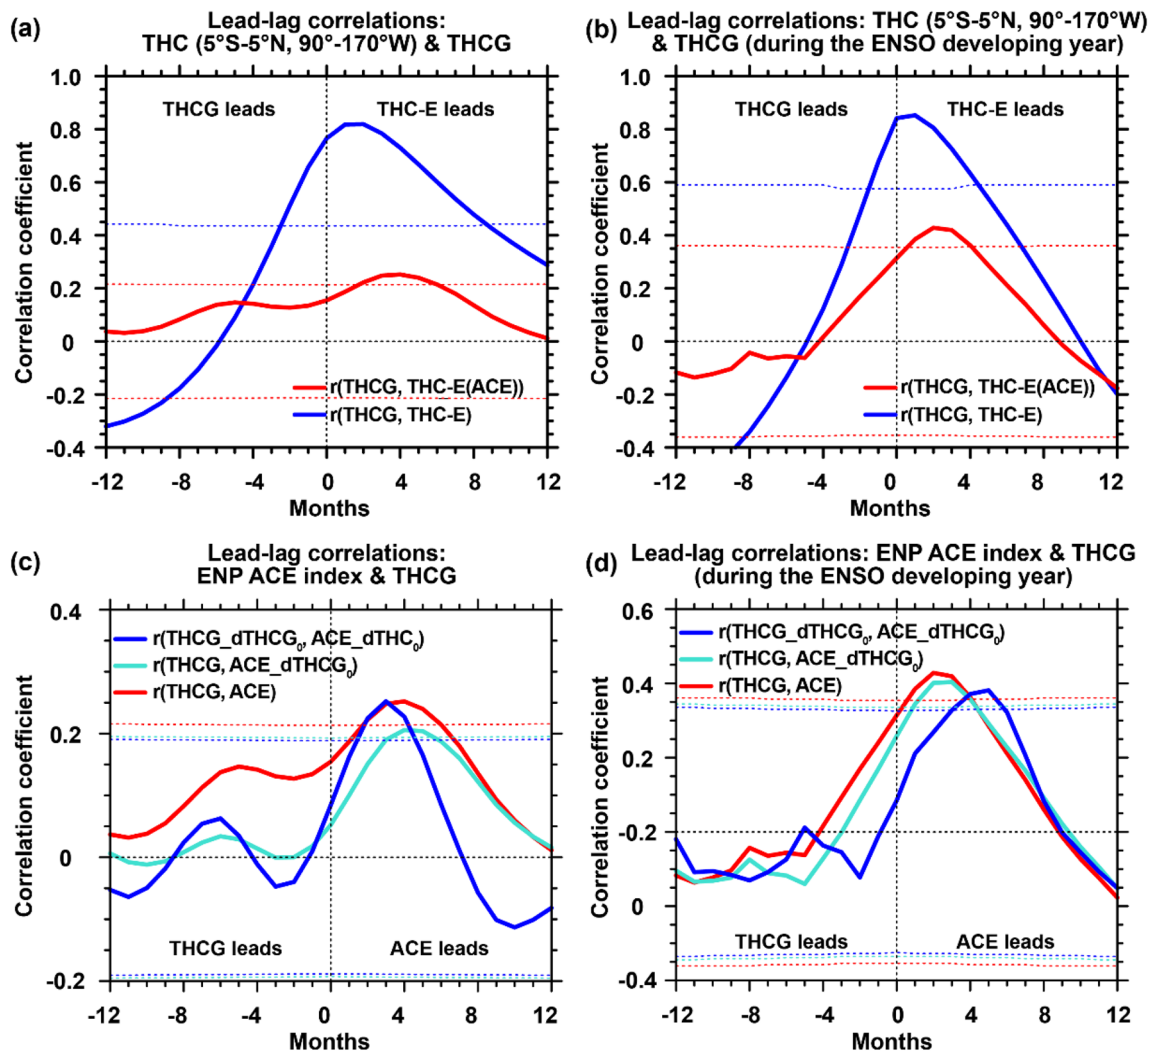 (a)
Lead-lag correlations:
THC (5°S-5°N, 90°-170°W) & THCG
1.0
0.8
0.6
0.4
0.2
0
-0.2
-0.4
Correlation coefficient
THCG leads
THC-E leads
r(THCG, THC-E(ACE))
r(THCG, THC-E)
-12
-8
-4
0
4
8
12
Months
(b)
Lead-lag correlations: THC (5°S-5°N, 90°-170°W)
& THCG (during the ENSO developing year)
1.0
0.8
0.6
0.4
0.2
0
-0.2
-0.4
Correlation coefficient
THCG leads
THC-E leads
r(THCG, THC-E(ACE))
r(THCG, THC-E)
-12
-8
-4
0
4
8
12
Months
(c)
Lead-lag correlations:
ENP ACE index & THCG
0.4
0.2
0
-0.2
Correlation coefficient
r(THCG_dTHCG₀, ACE_dTHC₀)
r(THCG, ACE_dTHCG₀)
r(THCG, ACE)
THCG leads
ACE leads
-12
-8
-4
0
4
8
12
Months
(d)
Lead-lag correlations: ENP ACE index & THCG
(during the ENSO developing year)
0.6
0.4
0.2
-0.2
0
-0.4
Correlation coefficient
r(THCG_dTHCG₀, ACE_dTHCG₀)
r(THCG, ACE_dTHCG₀)
r(THCG, ACE)
THCG leads
ACE leads
-12
-8
-4
0
4
8
12
Months